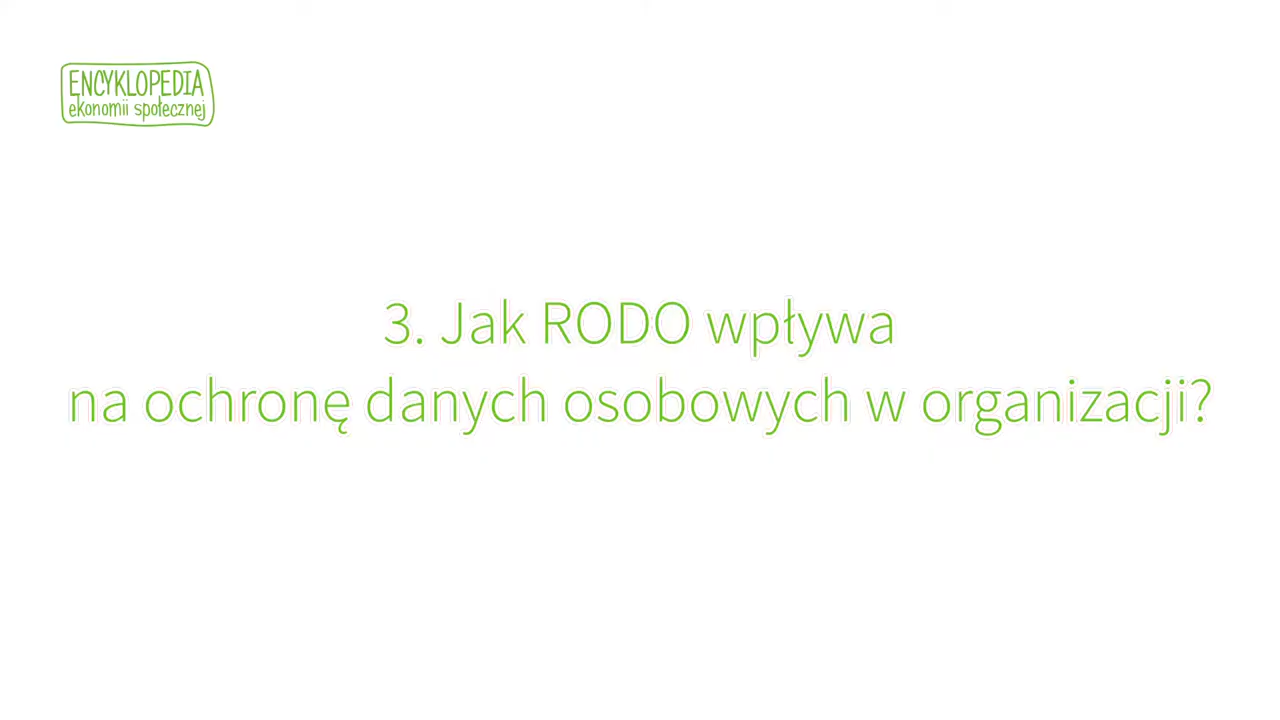 ENCYKLOPEDIA
ekonomii społecznej
3. Jak RODO wpływa
na ochronę danych osobowych w organizacji?